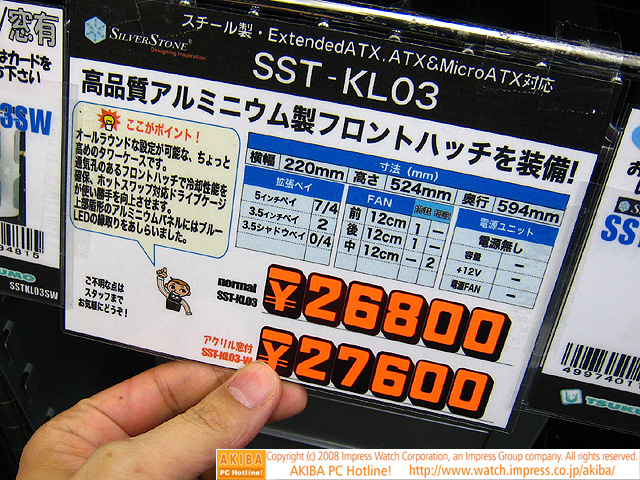 窓有
SILVERSTONE
Designing Inspiration
スチール製・ExtendedATX,ATX&MicroATX対応
SST-KL03
高品質アルミニウム製フロントハッチを装備!
ここがポイント!
オールラウンドな設定が可能な、ちょっと
高めのタワーケースです。
通気孔のあるフロントハッチで冷却性能を
確保、ホットスワップ対応ドライブケージ
が使い勝手を向上させます。
上部盾形のアルミニウムパネルにはブルー
LEDの縁取りをあしらいました。
寸法(mm)
横幅 220mm 高さ 524mm 奥行 594mm
拡張ベイ
5インチベイ 7/4
3.5インチベイ 2
3.5シャドウベイ 0/4
FAN
前 12cm 1 －
後 12cm 1 －
中 12cm － 2
電源ユニット
電源無し
容量 －
+12V －
電源FAN －
ご不明な点は
スタッフまで
お気軽にどうぞ!
normal
SST-KL03
¥26800
アクリル窓付
SST-KL03-W
¥27600
3SW
34815
SSTKL03SW
4997401
TSUKU
AKIBA
PC Hotline!
Copyright (c) 2008 Impress Watch Corporation, an Impress Group company. All rights reserved.
AKIBA PC Hotline! http://www.watch.impress.co.jp/akiba/